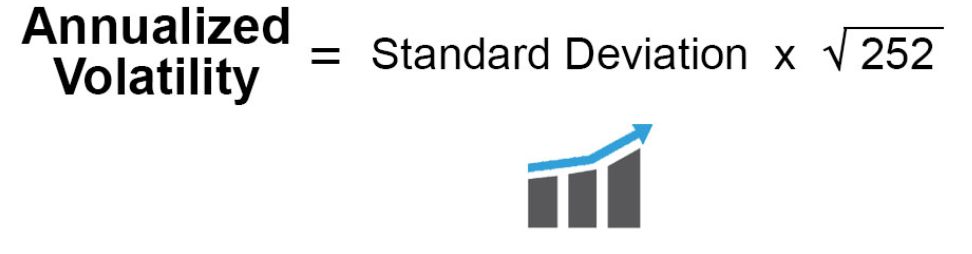 Annualized
Volatility
= Standard Deviation x √252